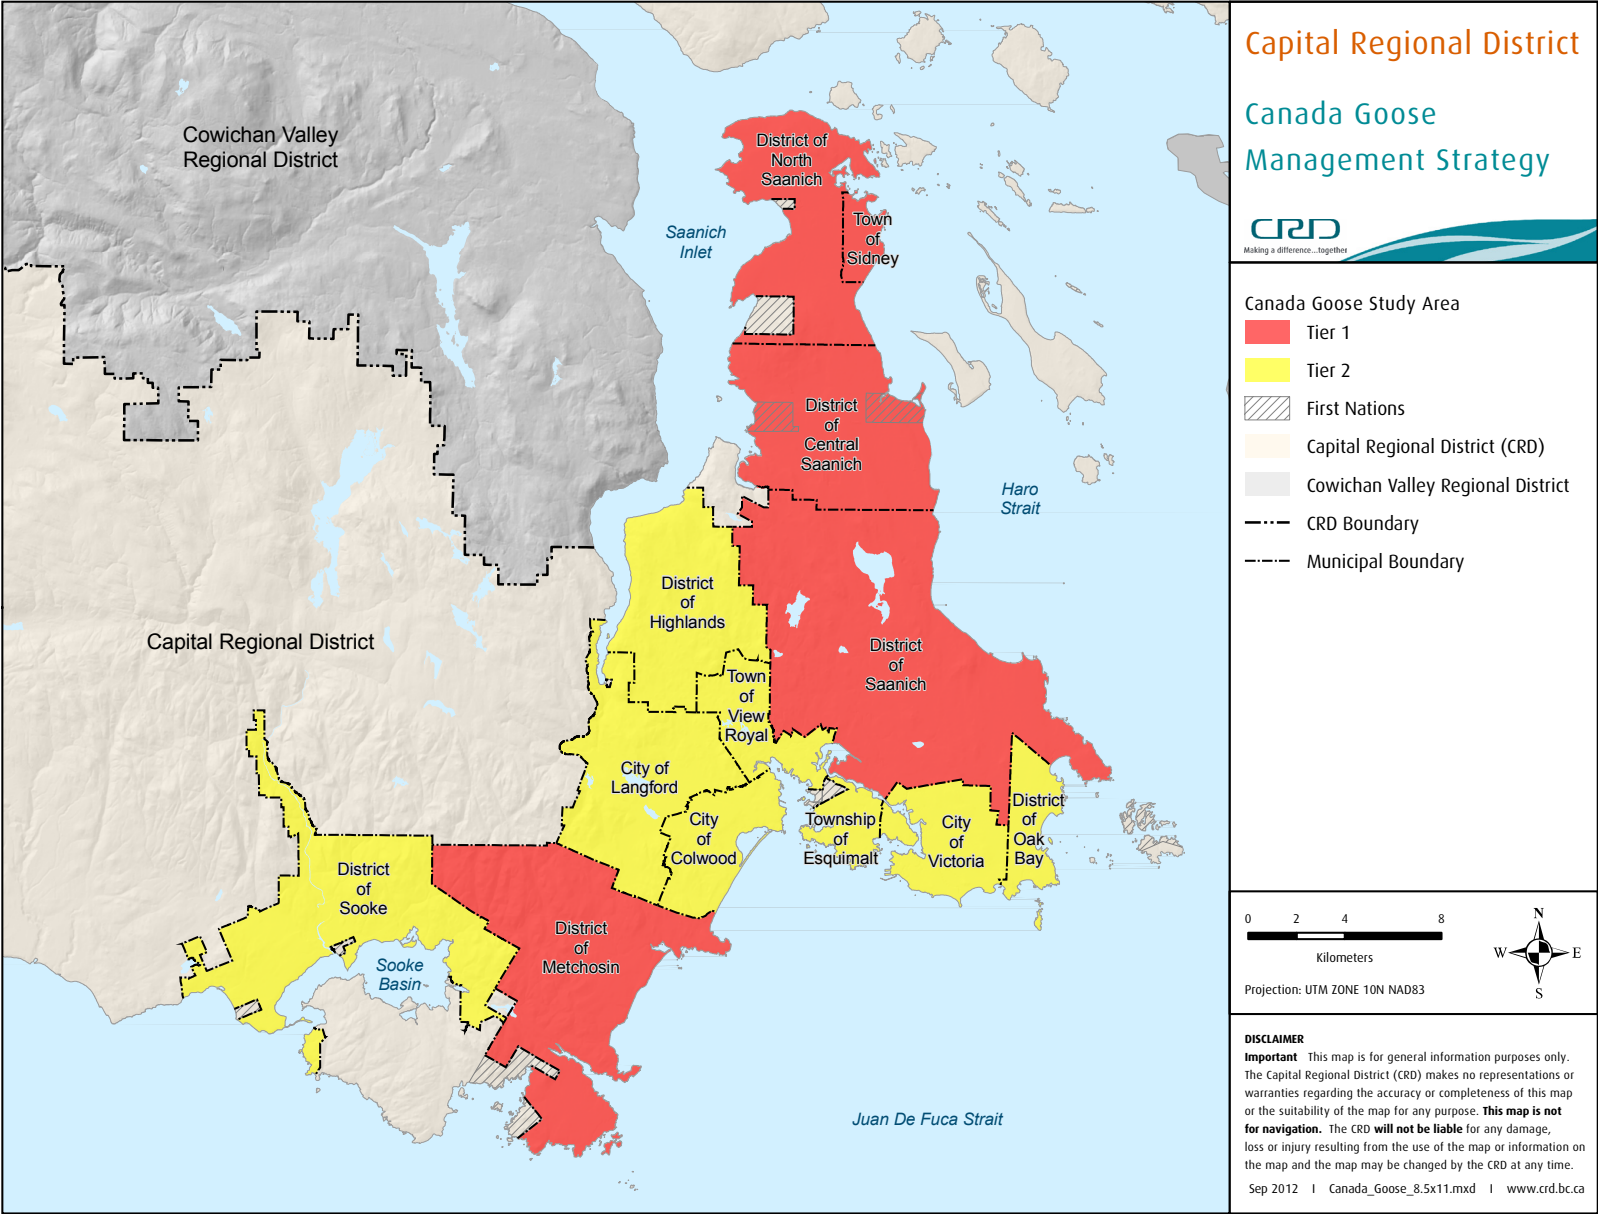 Cowichan Valley
Regional District
Capital Regional District
Saanich
Inlet
District of
North
Saanich
Town
of
Sidney
District
of
Central
Saanich
Haro
Strait
District
of
Highlands
District
of
Saanich
Town
of
View
Royal
City of
Langford
City
of
Colwood
Township
of
Esquimalt
City
of
Victoria
District
of
Oak
Bay
District
of
Sooke
Sooke
Basin
District
of
Metchosin
Juan De Fuca Strait
Capital Regional District
Canada Goose
Management Strategy
CRD
Making a difference...together
Canada Goose Study Area
Tier 1
Tier 2
First Nations
Capital Regional District (CRD)
Cowichan Valley Regional District
CRD Boundary
Municipal Boundary
0 2 4 8
Kilometers
Projection: UTM ZONE 10N NAD83
N
W E
S
DISCLAIMER
Important This map is for general information purposes only.
The Capital Regional District (CRD) makes no representations or
warranties regarding the accuracy or completeness of this map
or the suitability of the map for any purpose. This map is not
for navigation. The CRD will not be liable for any damage,
loss or injury resulting from the use of the map or information on
the map and the map may be changed by the CRD at any time.
Sep 2012 I Canada_Goose_8.5x11.mxd I www.crd.bc.ca